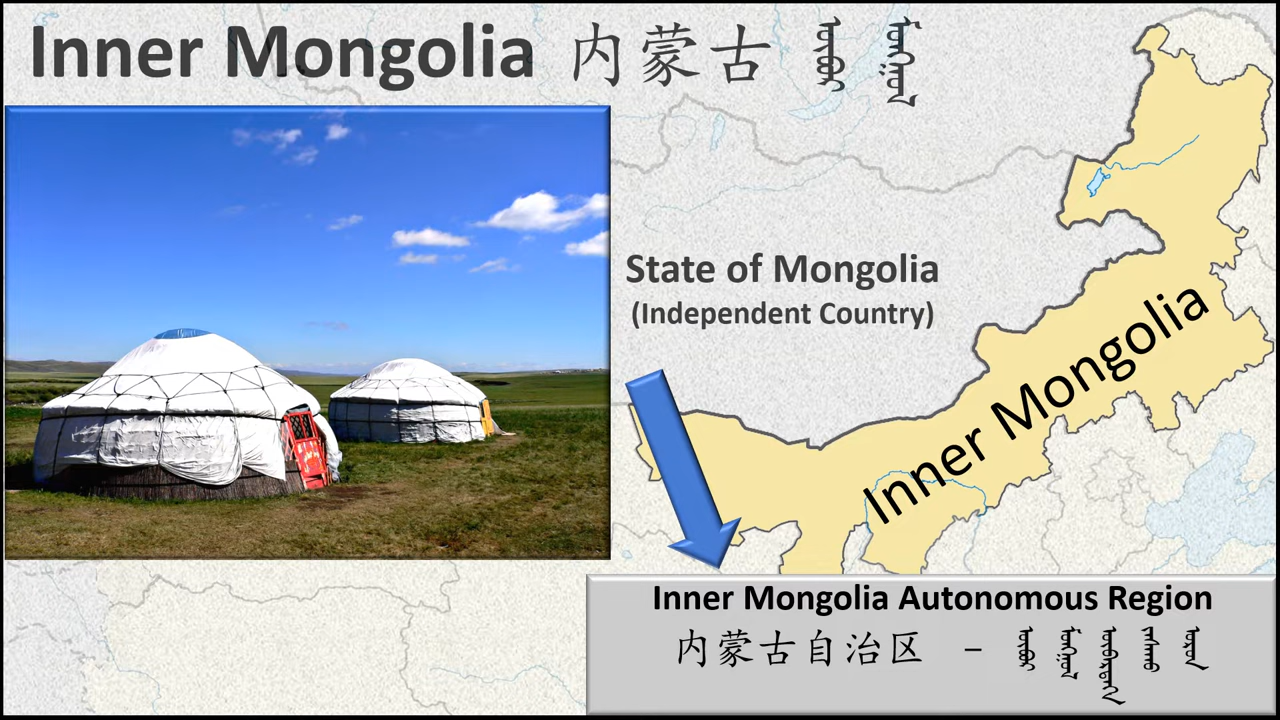 Inner Mongolia 内蒙古
State of Mongolia
(Independent Country)
Inner Mongolia
Inner Mongolia Autonomous Region
内蒙古自治区 –